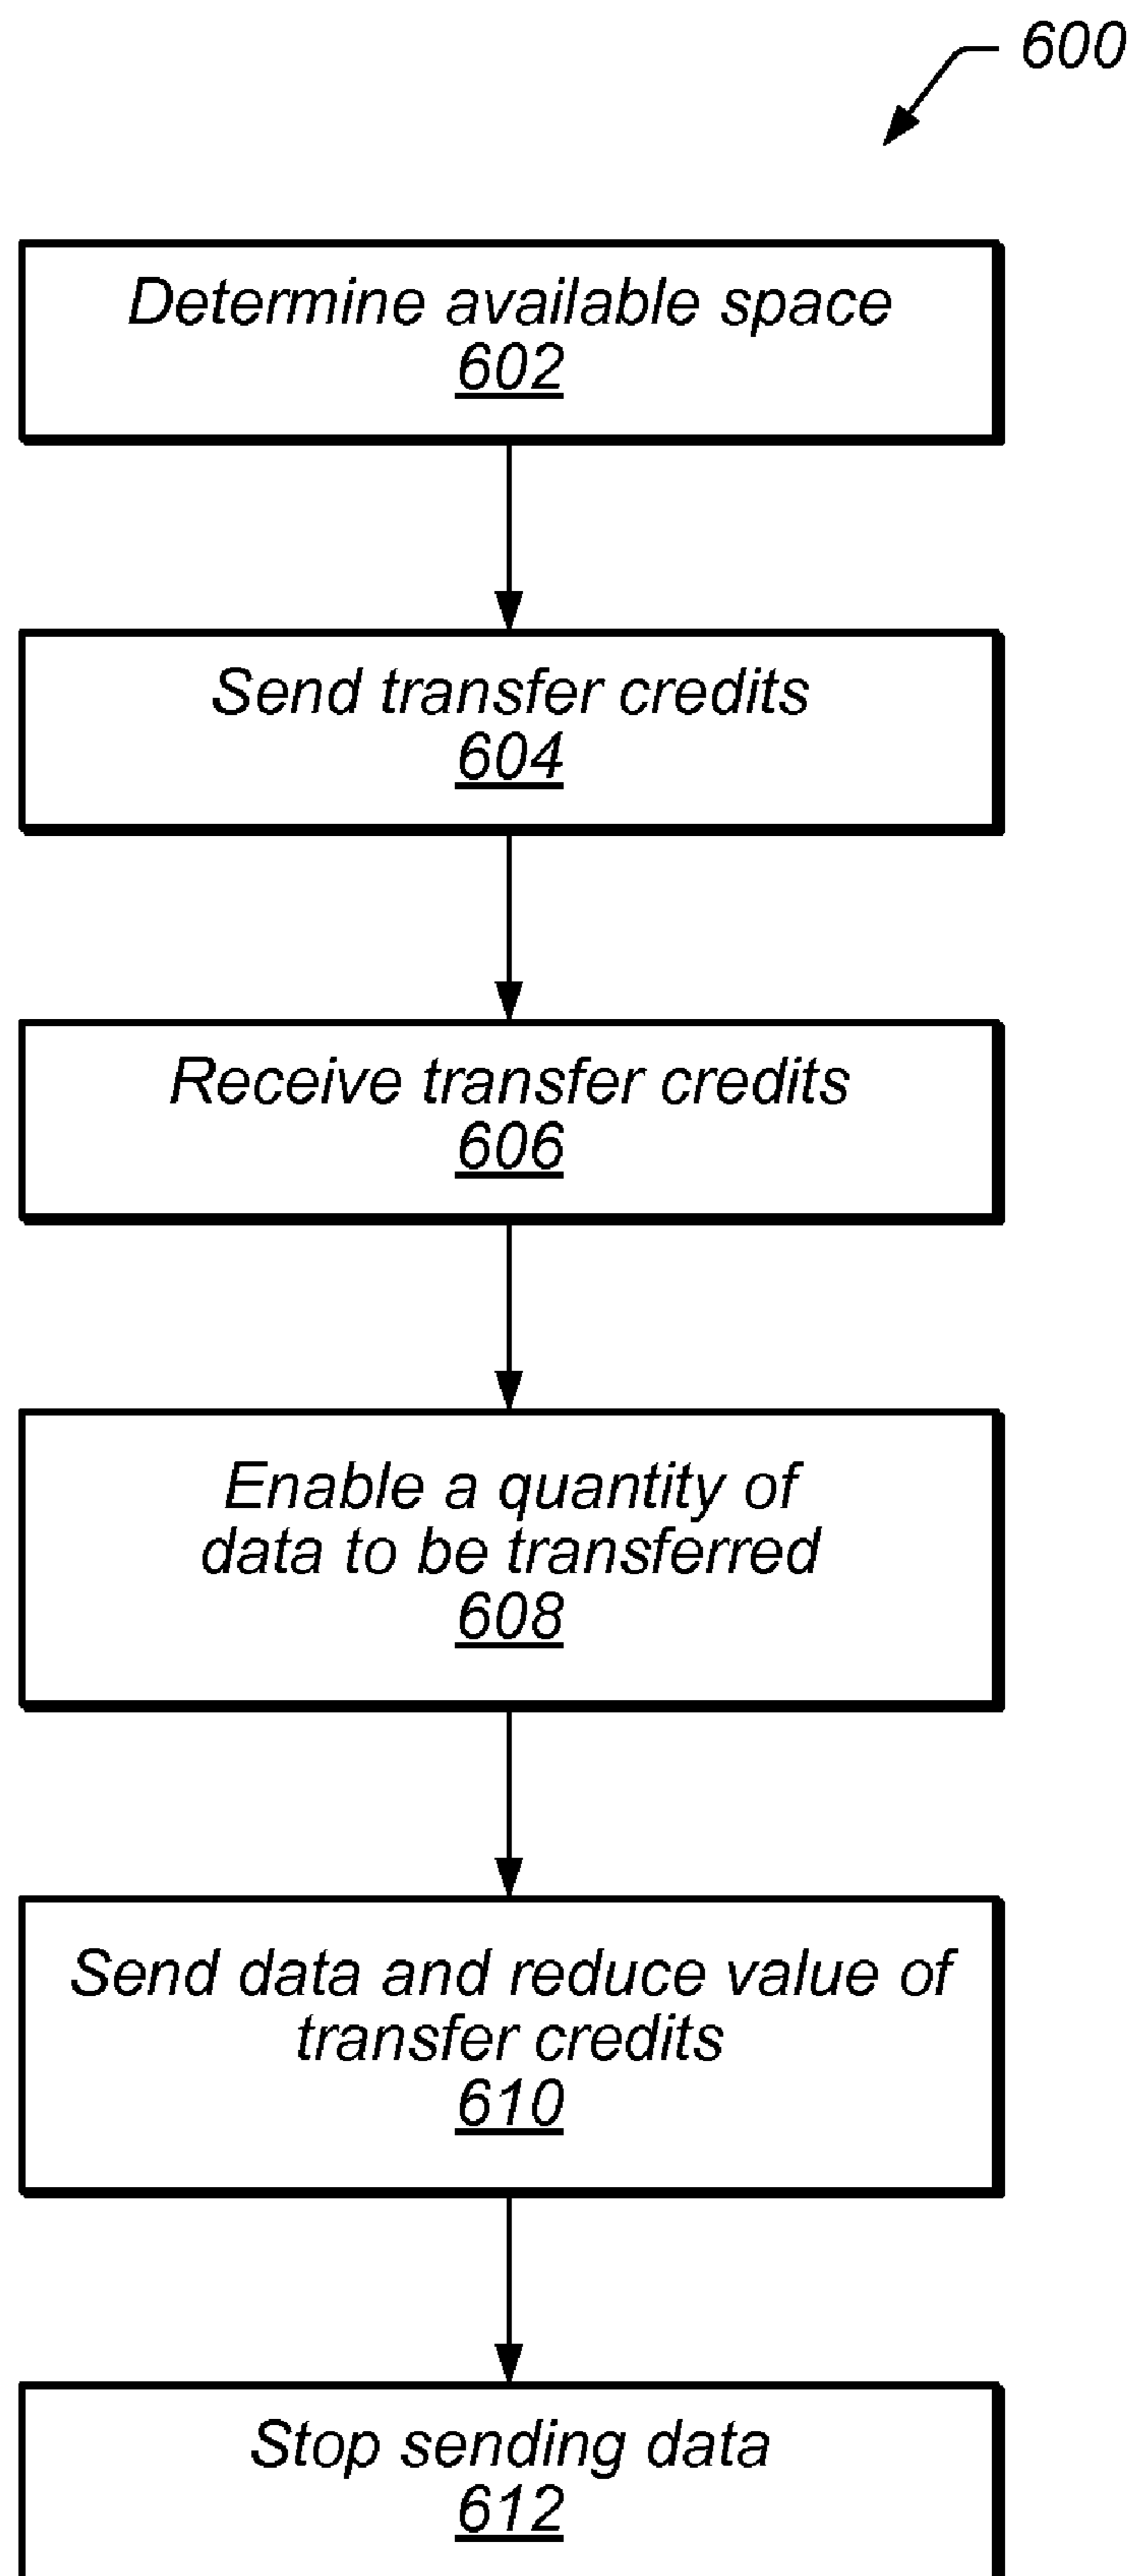 600
Determine available space
602
Send transfer credits
604
Receive transfer credits
606
Enable a quantity of
data to be transferred
608
Send data and reduce value of
transfer credits
610
Stop sending data
612